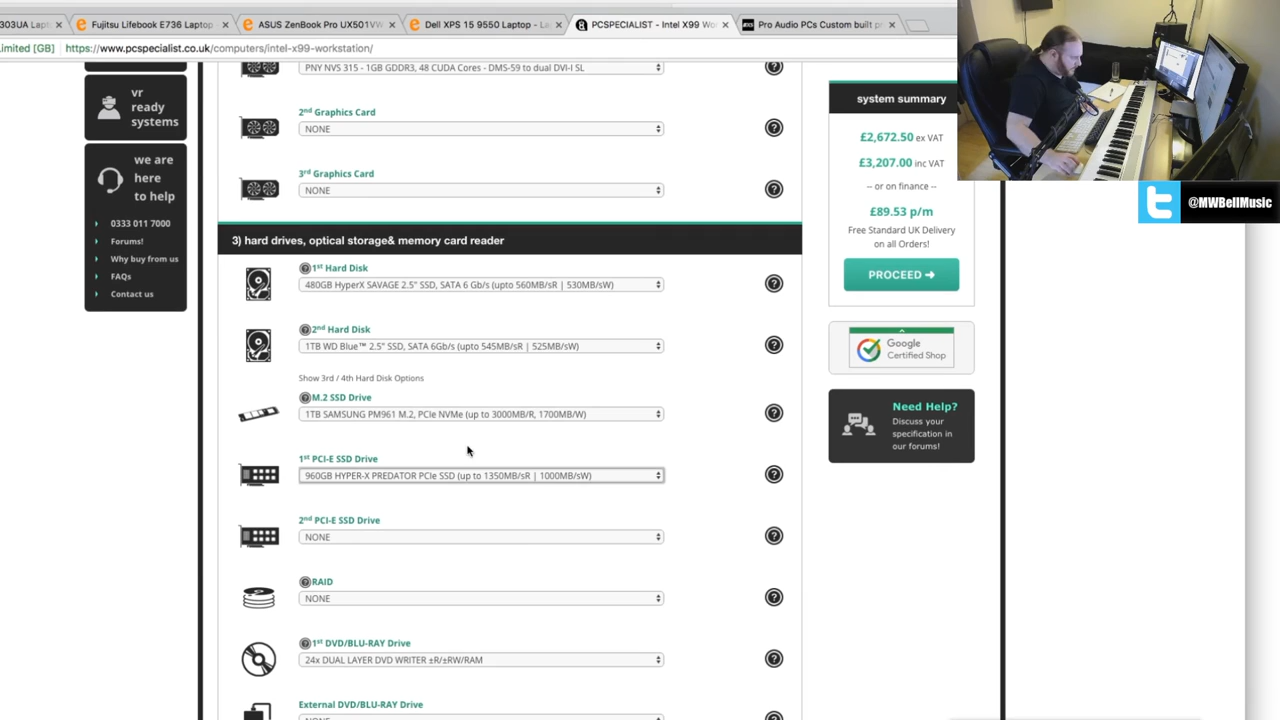 303UA Lap
Fujitsu Lifebook E736 Laptop
ASUS ZenBook Pro UX501VW
Dell XPS 15 9550 Laptop - La
PCSPECIALIST - Intel X99 Wo
Pro Audio PCs Custom built p
imited [GB]
https://www.pcspecialist.co.uk/computers/intel-x99-workstation/
vr
ready
systems
we are
here
to help
0333 011 7000
Forums!
Why buy from us
FAQs
Contact us
PNY NVS 315 - 1GB GDDR3, 48 CUDA Cores - DMS-59 to dual DVI-I SL
2nd Graphics Card
NONE
3rd Graphics Card
NONE
3) hard drives, optical storage& memory card reader
1st Hard Disk
480GB HyperX SAVAGE 2.5" SSD, SATA 6 Gb/s (upto 560MB/sR | 530MB/sW)
2nd Hard Disk
1TB WD Blue™ 2.5" SSD, SATA 6Gb/s (upto 545MB/sR | 525MB/sW)
Show 3rd / 4th Hard Disk Options
M.2 SSD Drive
1TB SAMSUNG PM961 M.2, PCIe NVMe (up to 3000MB/R, 1700MB/W)
1st PCI-E SSD Drive
960GB HYPER-X PREDATOR PCIe SSD (up to 1350MB/sR | 1000MB/sW)
2nd PCI-E SSD Drive
NONE
RAID
NONE
1st DVD/BLU-RAY Drive
24x DUAL LAYER DVD WRITER ±R/±RW/RAM
External DVD/BLU-RAY Drive
system summary
£2,672.50 ex VAT
£3,207.00 inc VAT
-- or on finance --
£89.53 p/m
Free Standard UK Delivery
on all Orders!
PROCEED →
Google
Certified Shop
Need Help?
Discuss your
specification in
our forums!
@MWBellMusic